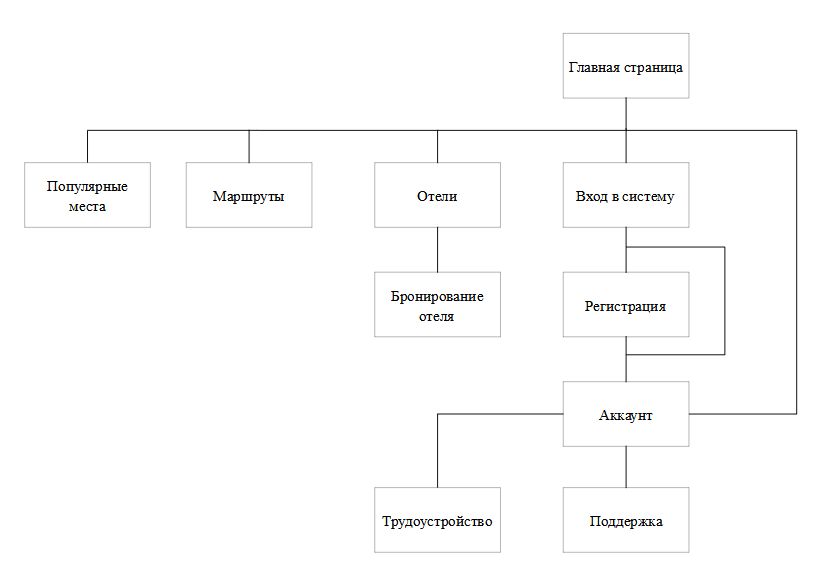 Главная страница
Популярные
места
Маршруты
Отели
Вход в систему
Бронирование
отеля
Регистрация
Аккаунт
Трудоустройство
Поддержка